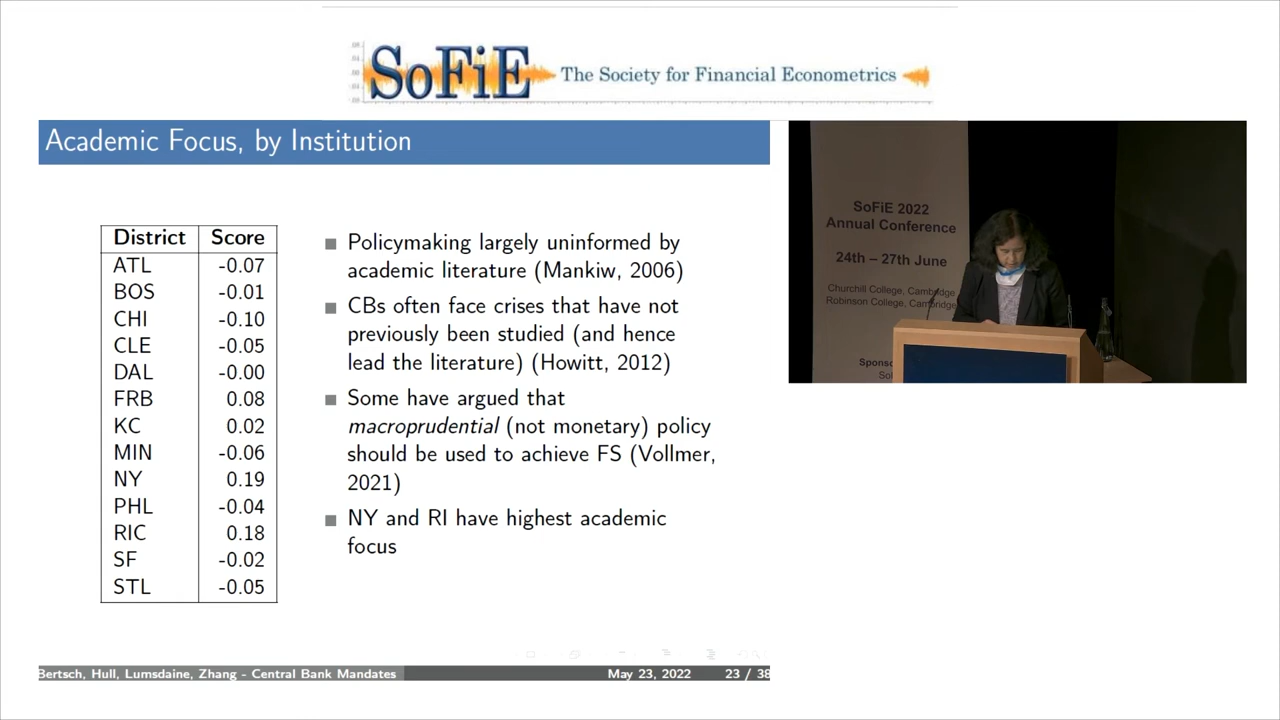 SoFiE The Society for Financial Econometrics
Academic Focus, by Institution
District Score
ATL -0.07
BOS -0.01
CHI -0.10
CLE -0.05
DAL -0.00
FRB 0.08
KC 0.02
MIN -0.06
NY 0.19
PHL -0.04
RIC 0.18
SF -0.02
STL -0.05
Policymaking largely uninformed by
academic literature (Mankiw, 2006)
CBs often face crises that have not
previously been studied (and hence
lead the literature) (Howitt, 2012)
Some have argued that
macroprudential (not monetary) policy
should be used to achieve FS (Vollmer,
2021)
NY and RI have highest academic
focus
Bertsch, Hull, Lumsdaine, Zhang - Central Bank Mandates May 23, 2022 23 / 38
SoFiE 2022
Annual Conference
24th – 27th June
Churchill College, Cambridge
Robinson College, Cambridge